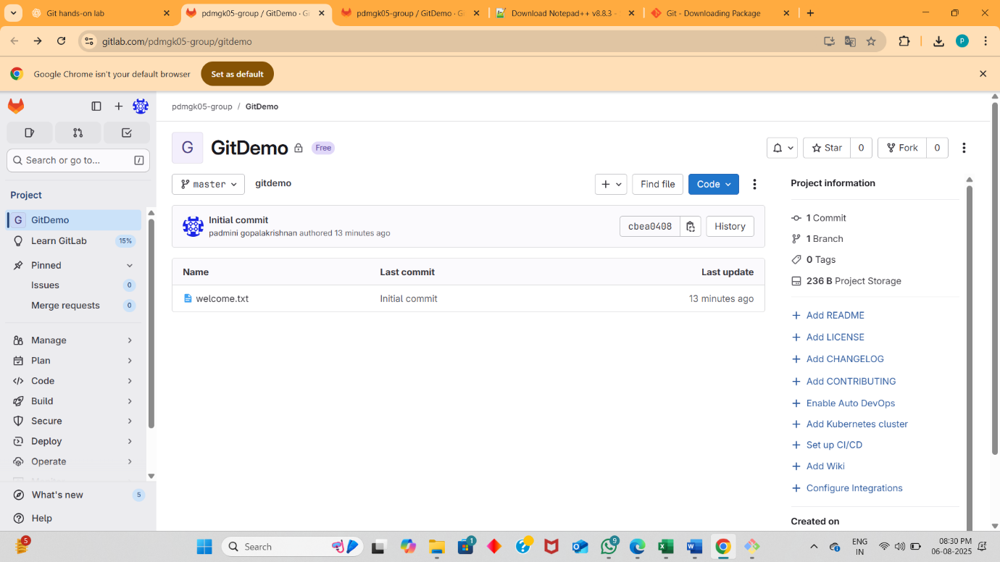 Git hands-on lab
pdmgk05-group / GitDemo · G
pdmgk05-group / GitDemo · G
Download Notepad++ v8.8.3 -
Git - Downloading Package
gitlab.com/pdmgk05-group/gitdemo
P
Google Chrome isn't your default browser
Set as default
pdmgk05-group / GitDemo
Search or go to...
/
G
GitDemo
Free
Star
0
Fork
0
master
gitdemo
Find file
Code
Project information
Project
G GitDemo
Learn GitLab 15%
Pinned
Issues 0
Merge requests 0
Manage
Plan
Code
Build
Secure
Deploy
Operate
What's new 5
Help
Initial commit
padmini gopalakrishnan authored 13 minutes ago
cbea0408
History
Name Last commit Last update
welcome.txt Initial commit 13 minutes ago
1 Commit
1 Branch
0 Tags
236 B Project Storage
Add README
Add LICENSE
Add CHANGELOG
Add CONTRIBUTING
Enable Auto DevOps
Add Kubernetes cluster
Set up CI/CD
Add Wiki
Configure Integrations
Created on
5
Search
1
9
ENG
IN
08:30 PM
06-08-2025